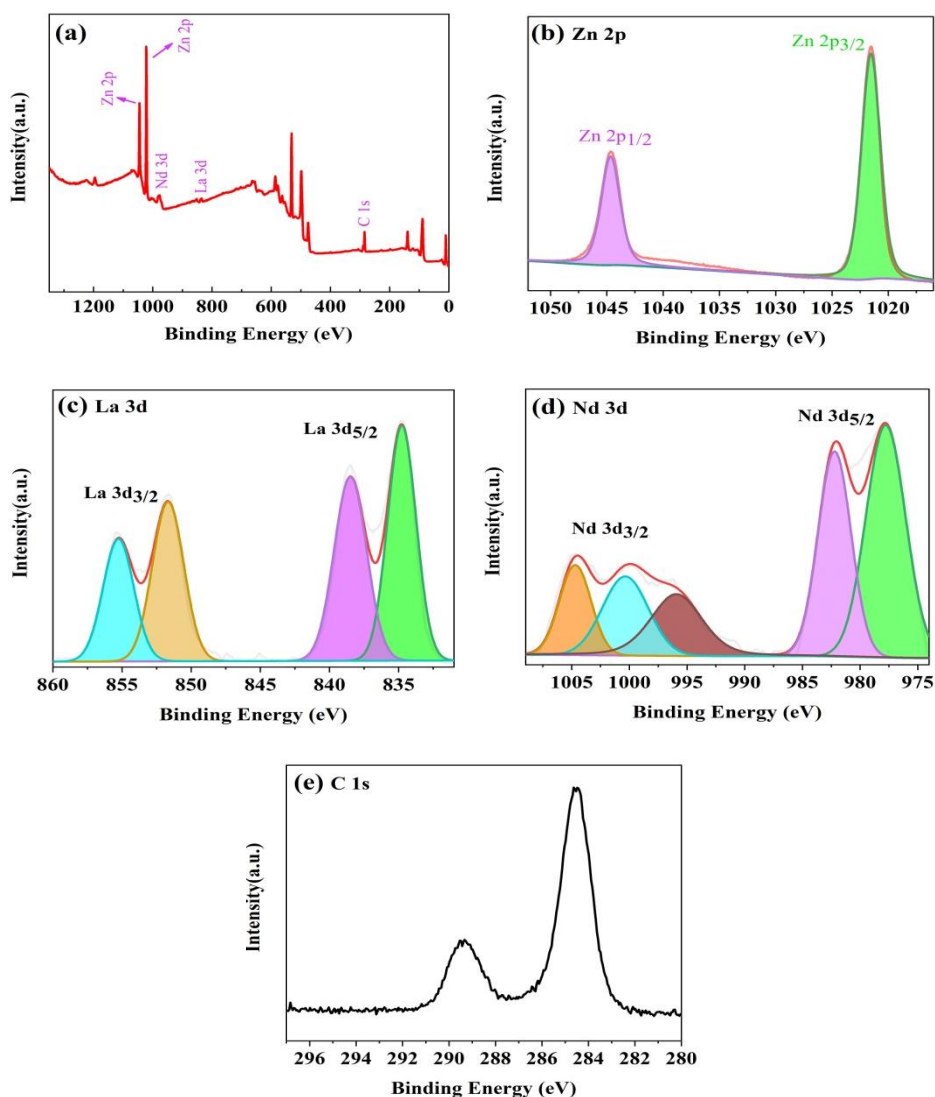 (a)
Zn 2p
Zn 2p
Nd 3d
La 3d
C 1s
Intensity(a.u.)
1200 1000 800 600 400 200 0
Binding Energy (eV)
(b) Zn 2p
Zn 2p3/2
Zn 2p1/2
Intensity(a.u.)
1050 1045 1040 1035 1030 1025 1020
Binding Energy (eV)
(c) La 3d
La 3d5/2
La 3d3/2
Intensity(a.u.)
860 855 850 845 840 835
Binding Energy (eV)
(d) Nd 3d
Nd 3d5/2
Nd 3d3/2
Intensity(a.u.)
1005 1000 995 990 985 980 975
Binding Energy (eV)
(e) C 1s
Intensity(a.u.)
296 294 292 290 288 286 284 282 280
Binding Energy (eV)